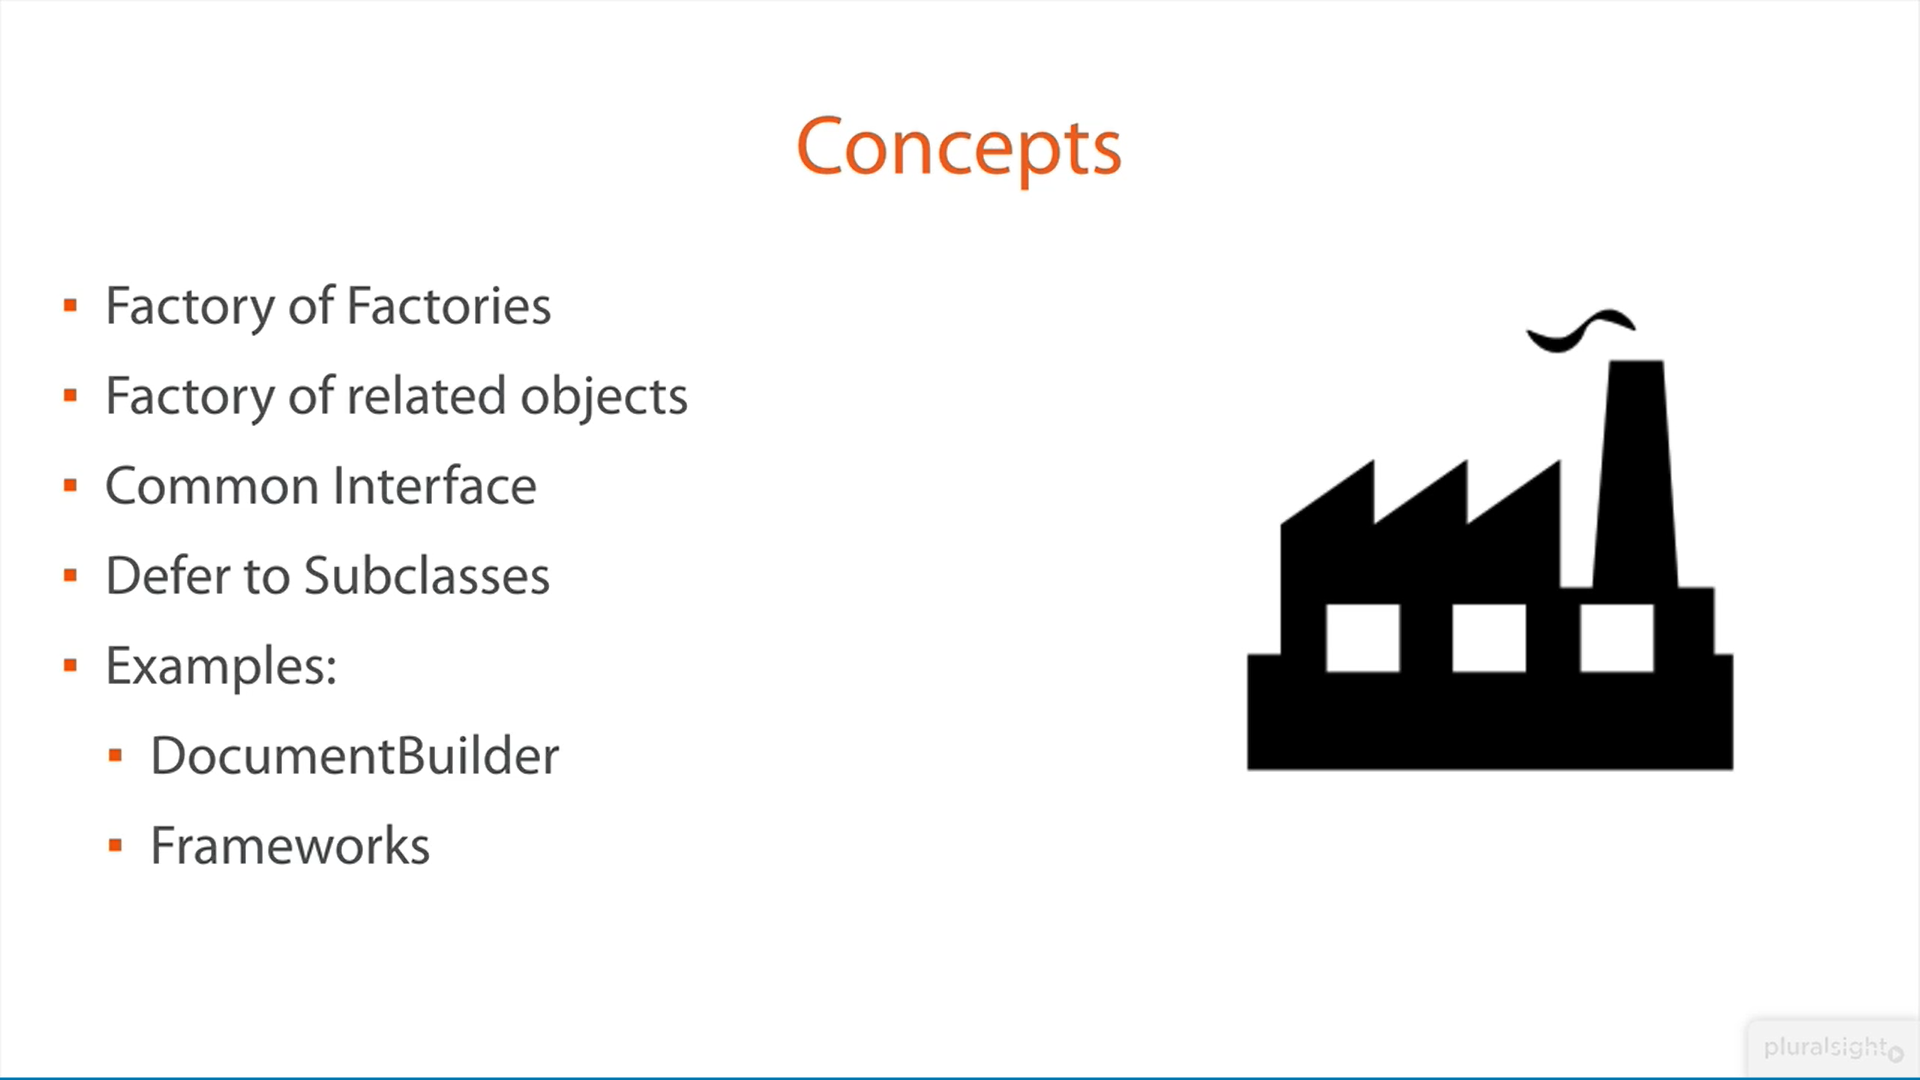 Concepts
Factory of Factories
Factory of related objects
Common Interface
Defer to Subclasses
Examples:
DocumentBuilder
Frameworks
pluralsight